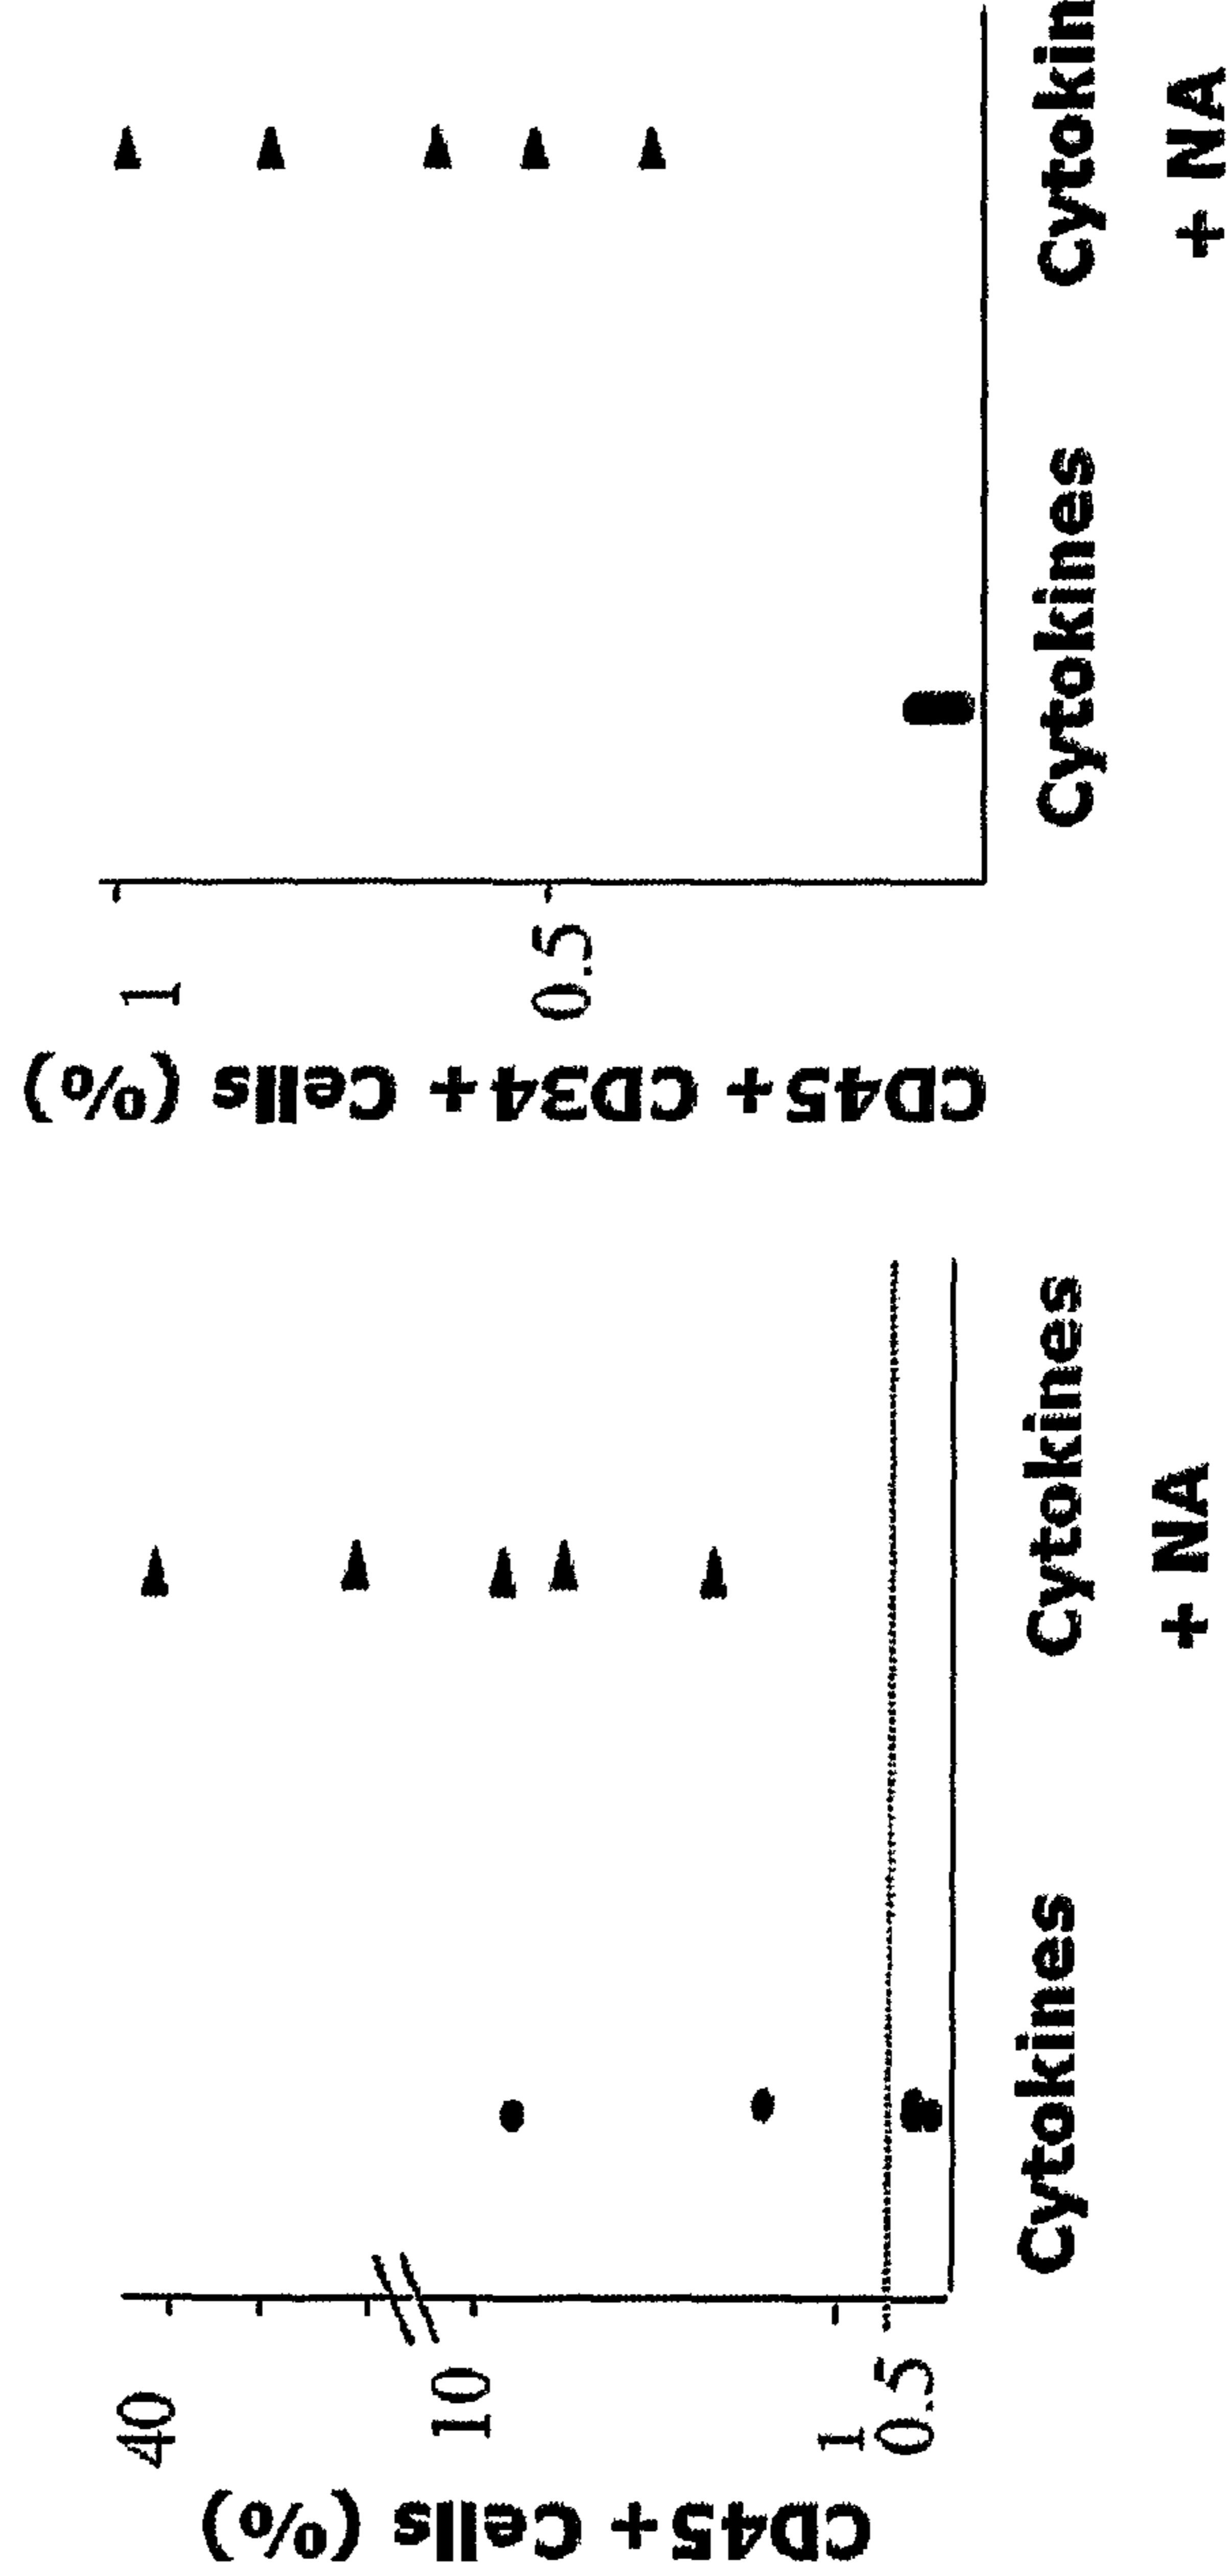 CD45+ Cells (%)
40
10
1
0.5
Cytokines
Cytokines
+ NA
CD45+ CD34+ Cells (%)
1
0.5
Cytokines
Cytokin
+ NA